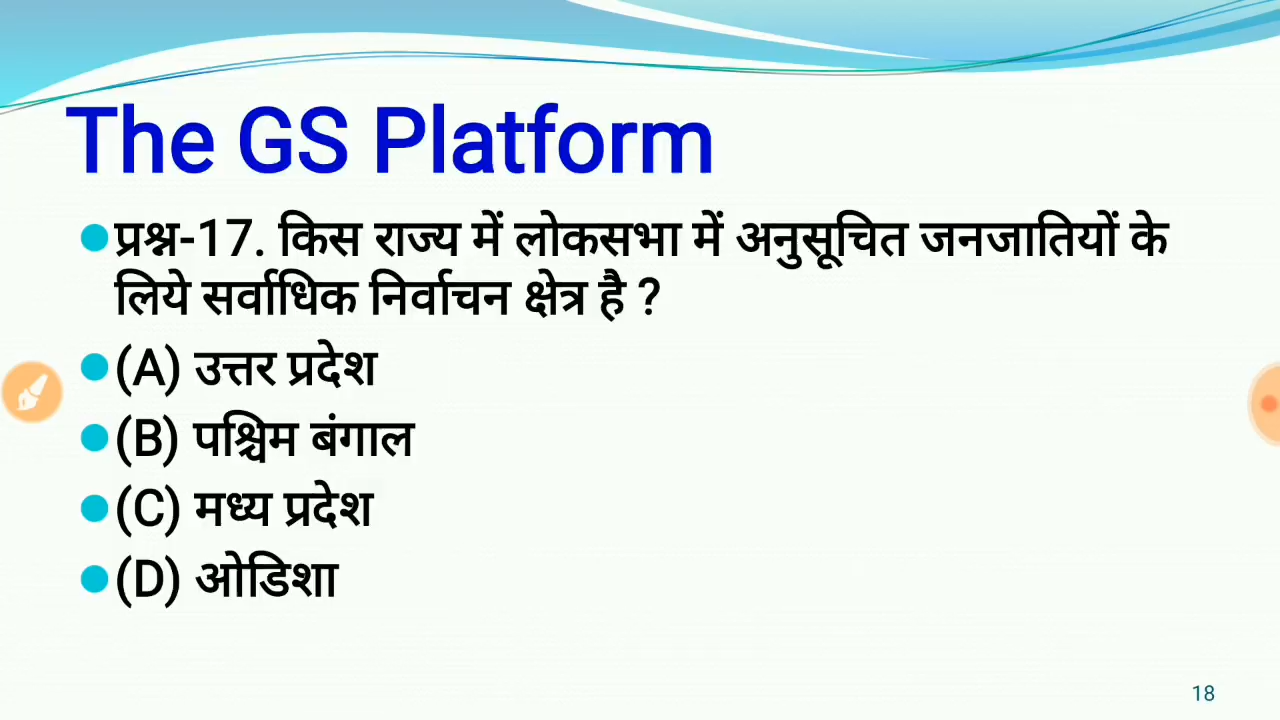 The GS Platform
प्रश्न-17. किस राज्य में लोकसभा में अनुसूचित जनजातियों के
लिये सर्वाधिक निर्वाचन क्षेत्र है ?
(A) उत्तर प्रदेश
(B) पश्चिम बंगाल
(C) मध्य प्रदेश
(D) ओडिशा
18